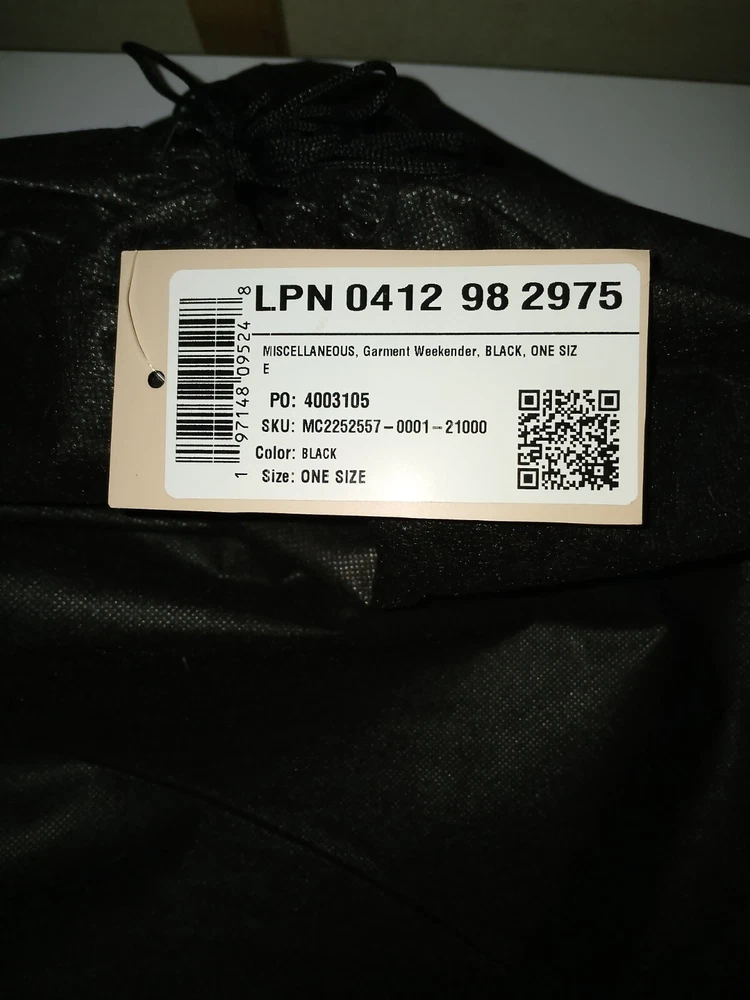 LPN 0412 98 2975
MISCELLANEOUS, Garment Weekender, BLACK, ONE SIZ
E
PO: 4003105
SKU: MC2252557-0001-21000
Color: BLACK
Size: ONE SIZE
1 97148 09524 8